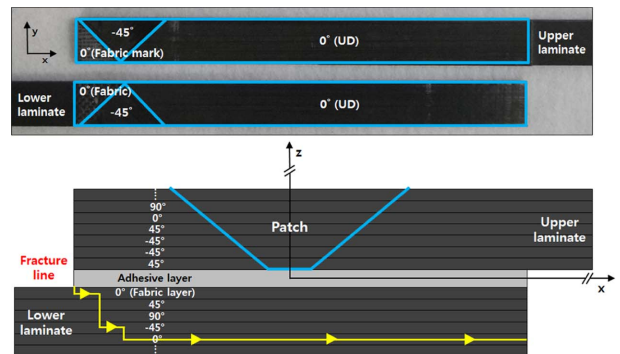 y
x
-45°
0°(Fabric mark)
0° (UD)
Upper
laminate
Lower
laminate
0°(Fabric)
-45°
0° (UD)
z
⋮
90°
0°
45°
-45°
-45°
45°
Patch
Upper
laminate
Fracture
line
Adhesive layer
x
Lower
laminate
0° (Fabric layer)
45°
90°
-45°
0°
⋮